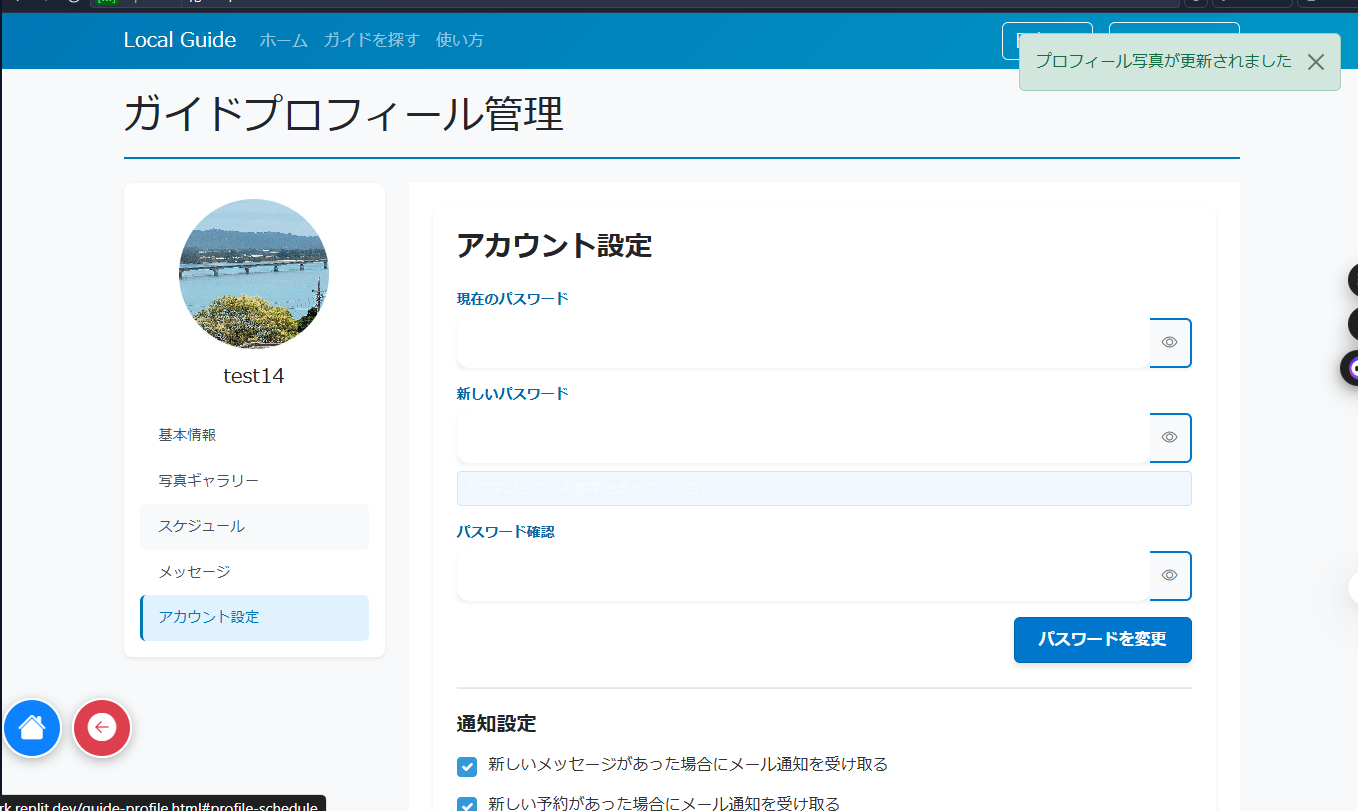 Local Guide ホーム ガイドを探す 使い方
プロフィール写真が更新されました
ガイドプロフィール管理
test14
基本情報
写真ギャラリー
スケジュール
メッセージ
アカウント設定
アカウント設定
現在のパスワード
新しいパスワード
パスワード確認
パスワードを変更
通知設定
新しいメッセージがあった場合にメール通知を受け取る
新しい予約があった場合にメール通知を受け取る
rk.replit.dev/guide-profile.html#profile-schedule